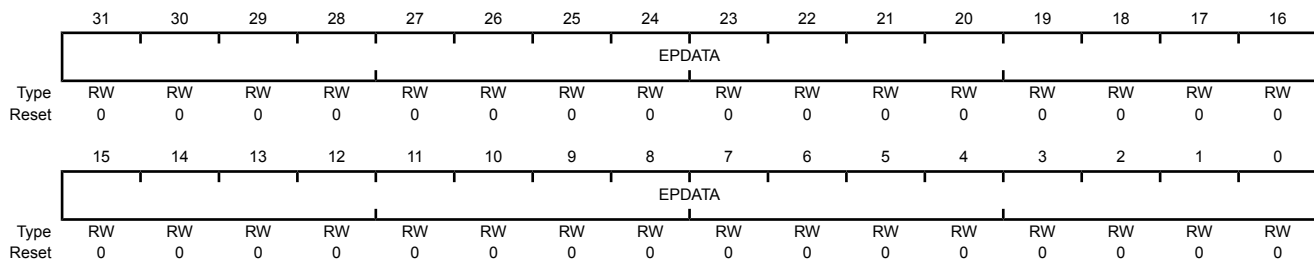 31 30 29 28 27 26 25 24 23 22 21 20 19 18 17 16
EPDATA
Type RW RW RW RW RW RW RW RW RW RW RW RW RW RW RW RW
Reset 0 0 0 0 0 0 0 0 0 0 0 0 0 0 0 0
15 14 13 12 11 10 9 8 7 6 5 4 3 2 1 0
EPDATA
Type RW RW RW RW RW RW RW RW RW RW RW RW RW RW RW RW
Reset 0 0 0 0 0 0 0 0 0 0 0 0 0 0 0 0